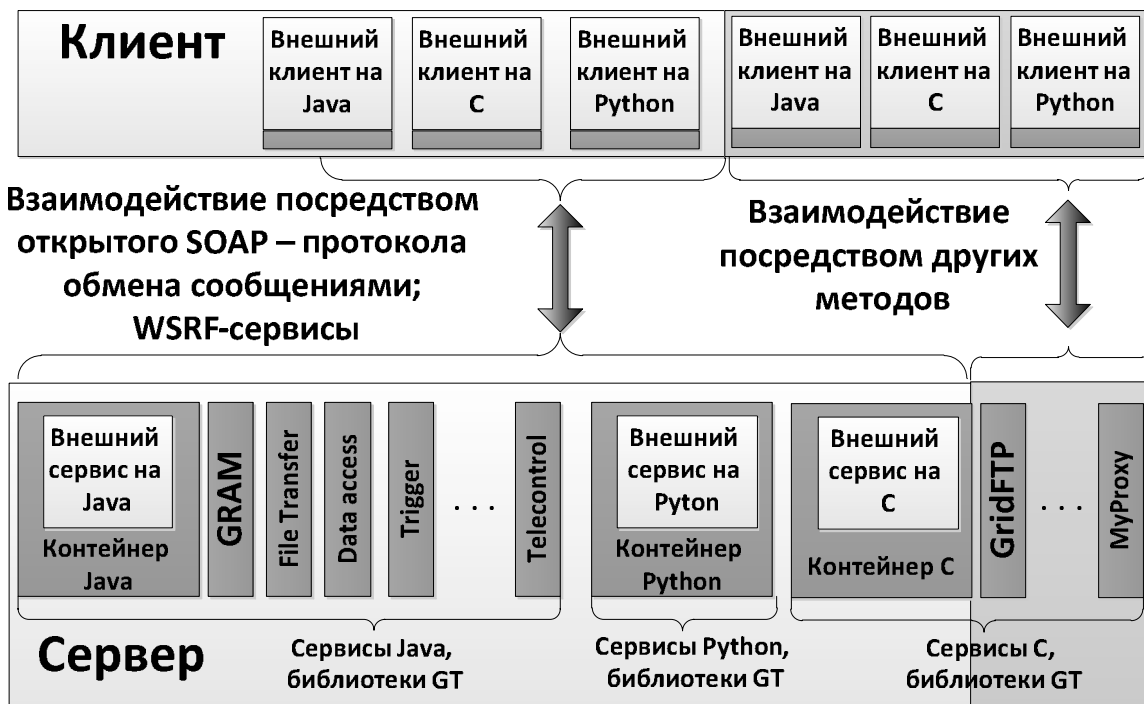 Клиент
Внешний
клиент на
Java
Внешний
клиент на
C
Внешний
клиент на
Python
Внешний
клиент на
Java
Внешний
клиент на
C
Внешний
клиент на
Python
Взаимодействие посредством
открытого SOAP – протокола
обмена сообщениями;
WSRF-сервисы
Взаимодействие
посредством других
методов
Внешний
сервис на
Java
Контейнер
Java
GRAM
File Transfer
Data access
Trigger
. . .
Telecontrol
Внешний
сервис на
Pyton
Контейнер
Python
Внешний
сервис на
C
Контейнер C
GridFTP
. . .
MyProxy
Сервер
Сервисы Java,
библиотеки GT
Сервисы Python,
библиотеки GT
Сервисы C,
библиотеки GT